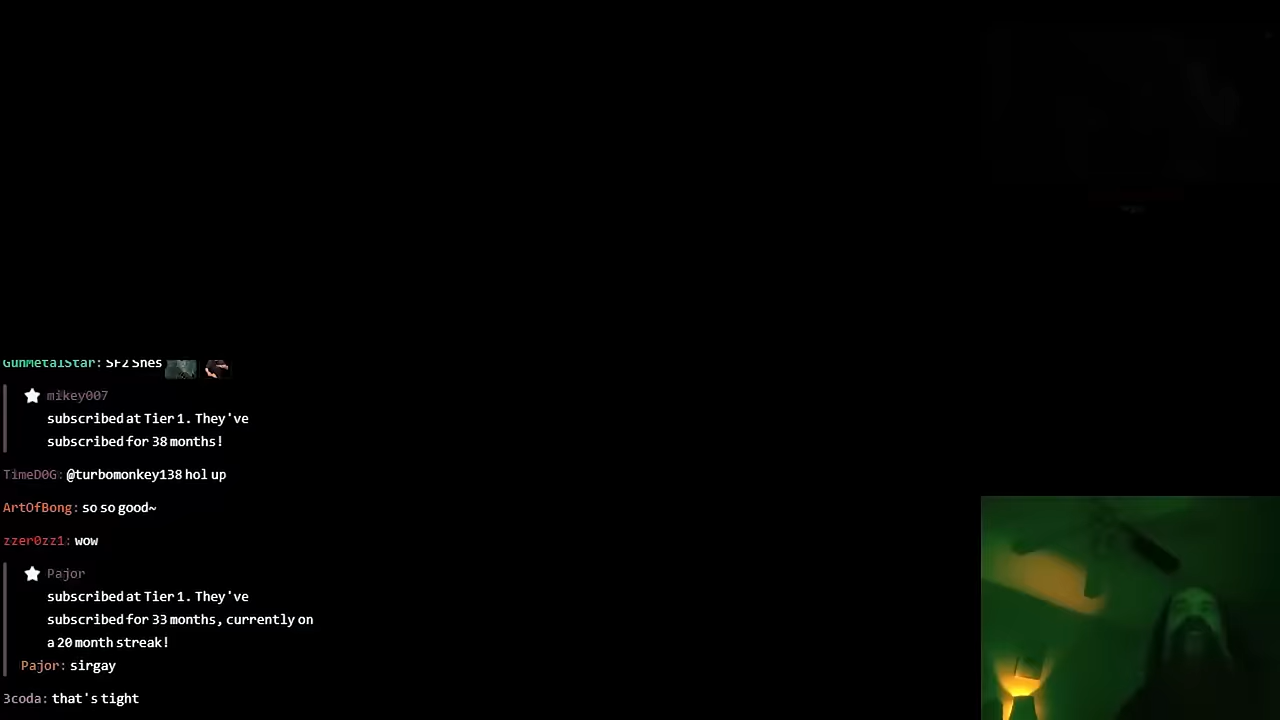 GunMetalStar: SF2 Snes
mikey007
subscribed at Tier 1. They've
subscribed for 38 months!
TimeD0G: @turbomonkey138 hol up
ArtOfBong: so so good~
zzer0zz1: wow
Pajor
subscribed at Tier 1. They've
subscribed for 33 months, currently on
a 20 month streak!
Pajor: sirgay
3coda: that's tight